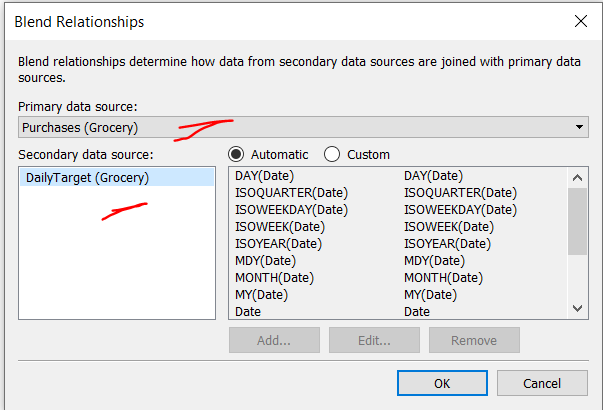 Blend Relationships
Blend relationships determine how data from secondary data sources are joined with primary data
sources.
Primary data source:
Purchases (Grocery)
Secondary data source:
Automatic Custom
DailyTarget (Grocery)
DAY(Date) DAY(Date)
ISOQUARTER(Date) ISOQUARTER(Date)
ISOWEEKDAY(Date) ISOWEEKDAY(Date)
ISOWEEK(Date) ISOWEEK(Date)
ISOYEAR(Date) ISOYEAR(Date)
MDY(Date) MDY(Date)
MONTH(Date) MONTH(Date)
MY(Date) MY(Date)
Date Date
Add... Edit... Remove
OK Cancel